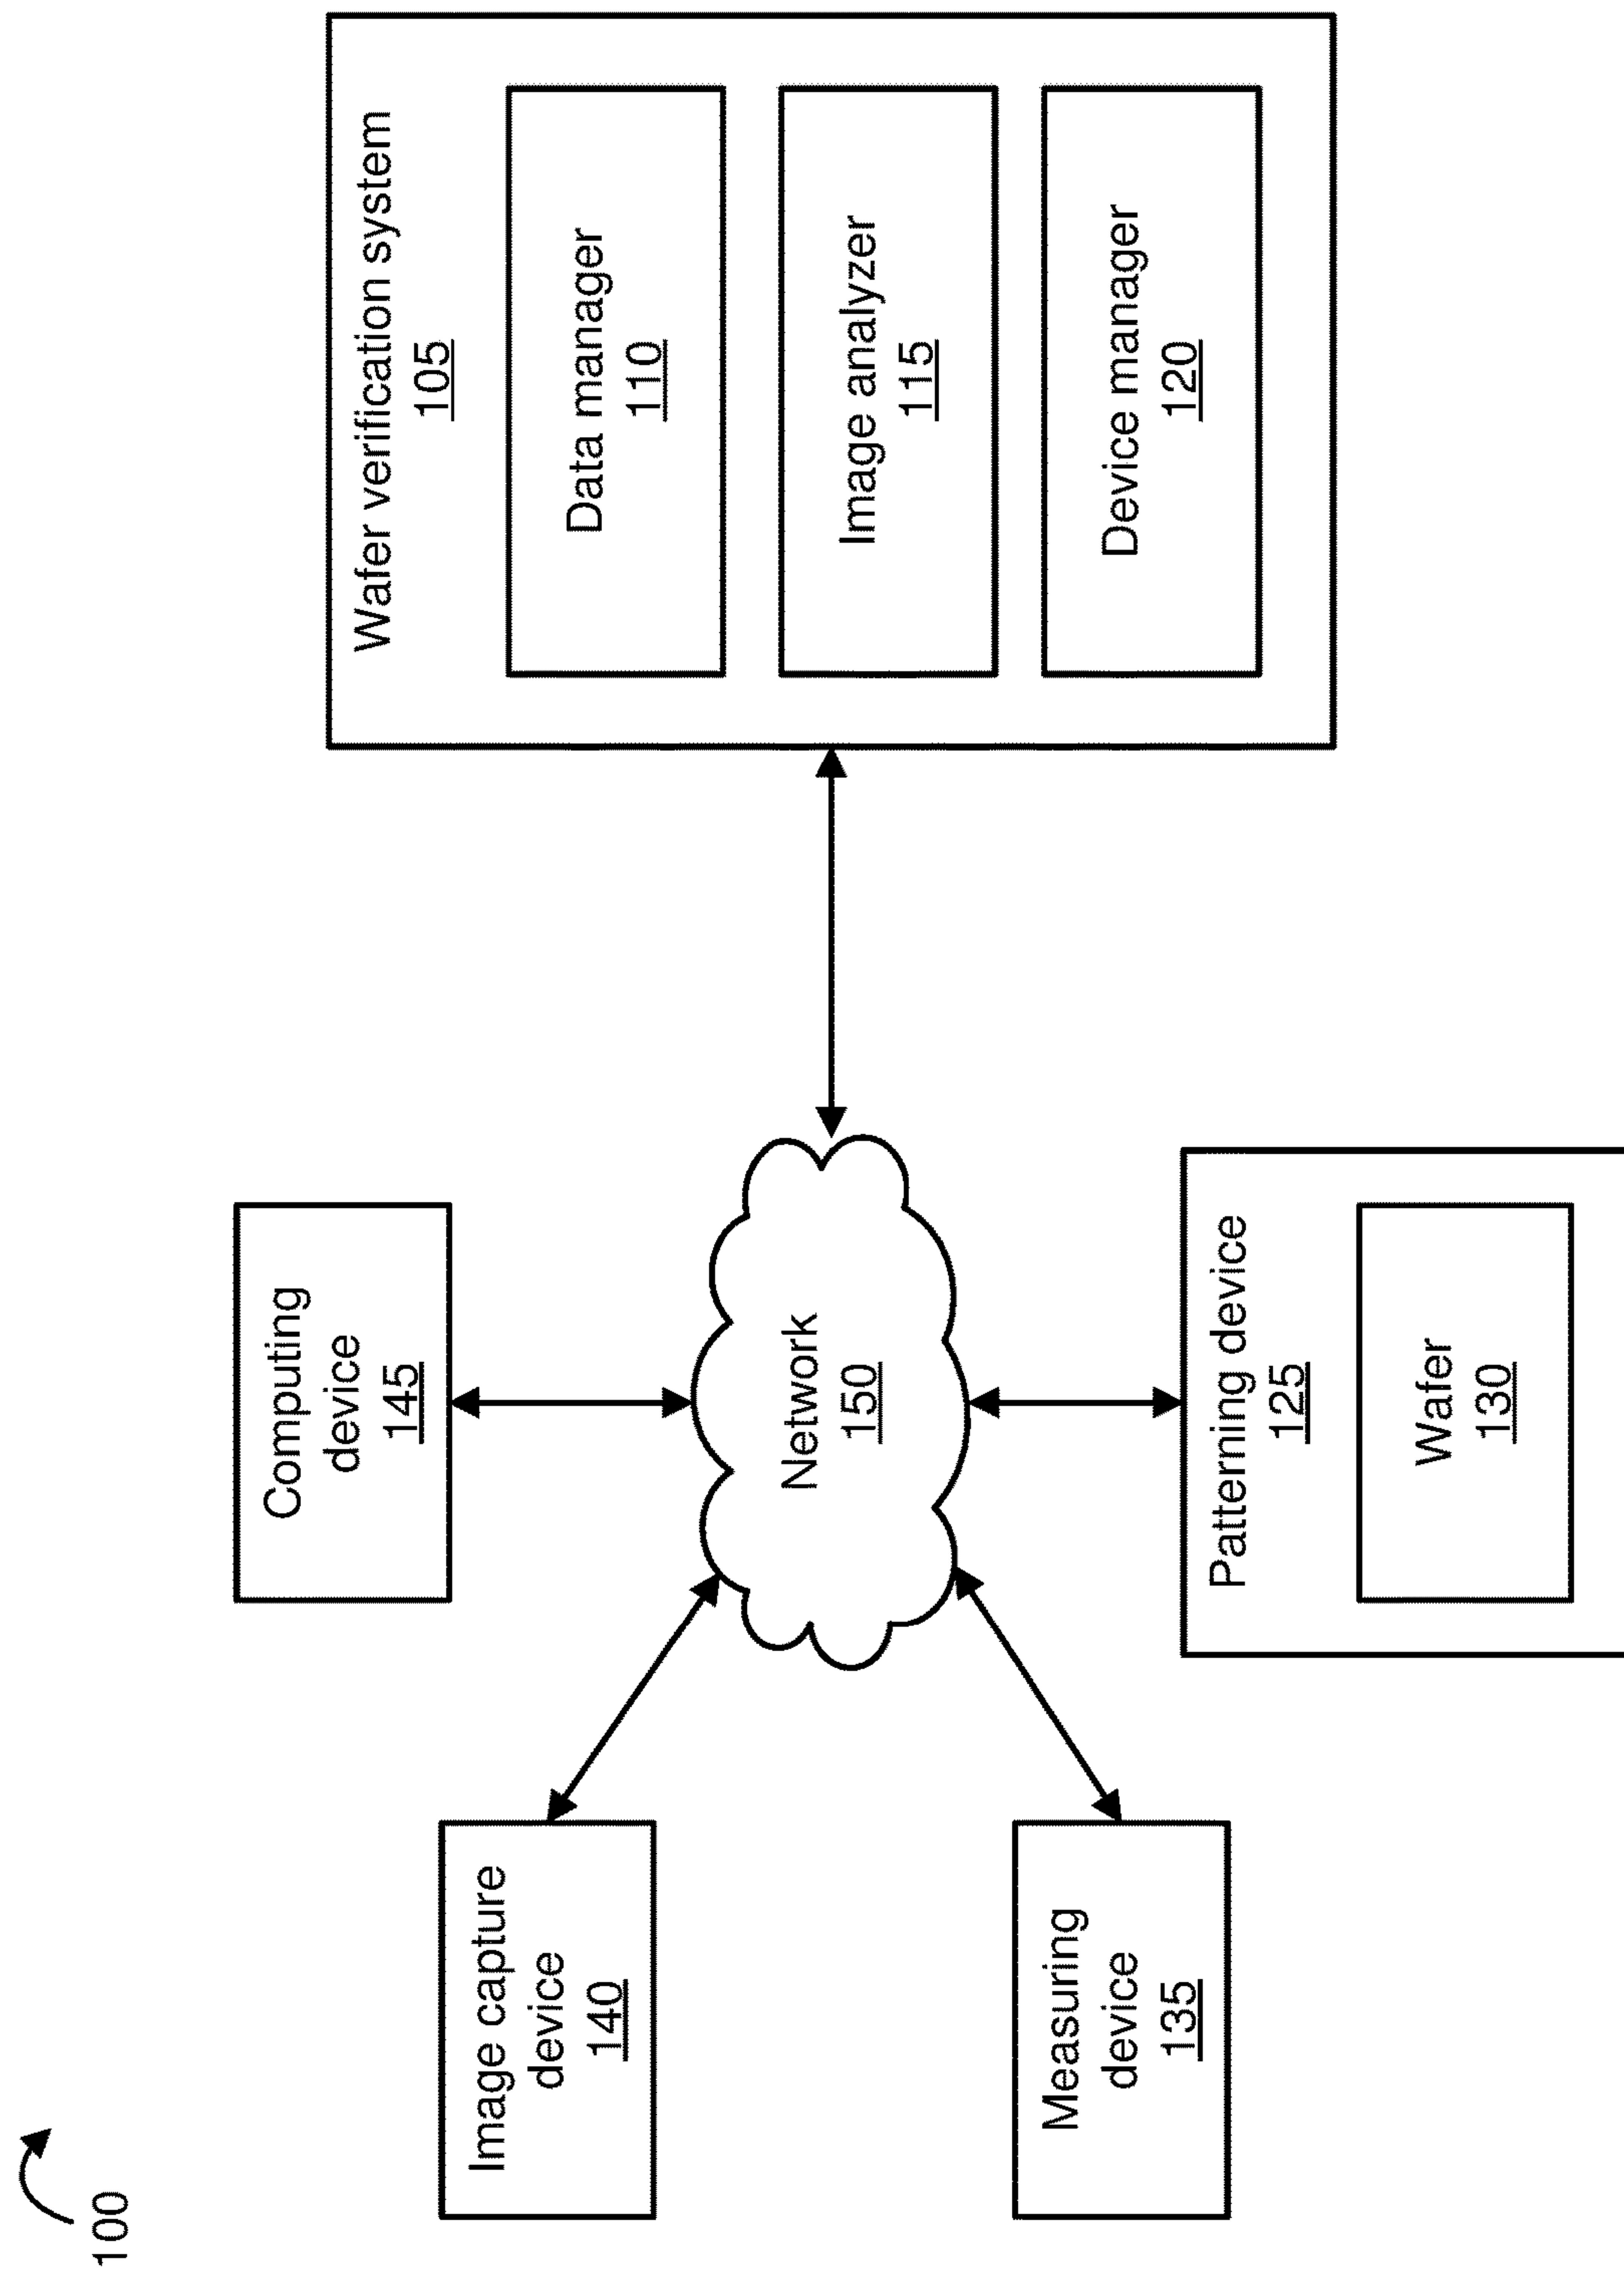 100
Image capture
device
140
Measuring
device
135
Computing
device
145
Network
150
Patterning device
125
Wafer
130
Wafer verification system
105
Data manager
110
Image analyzer
115
Device manager
120